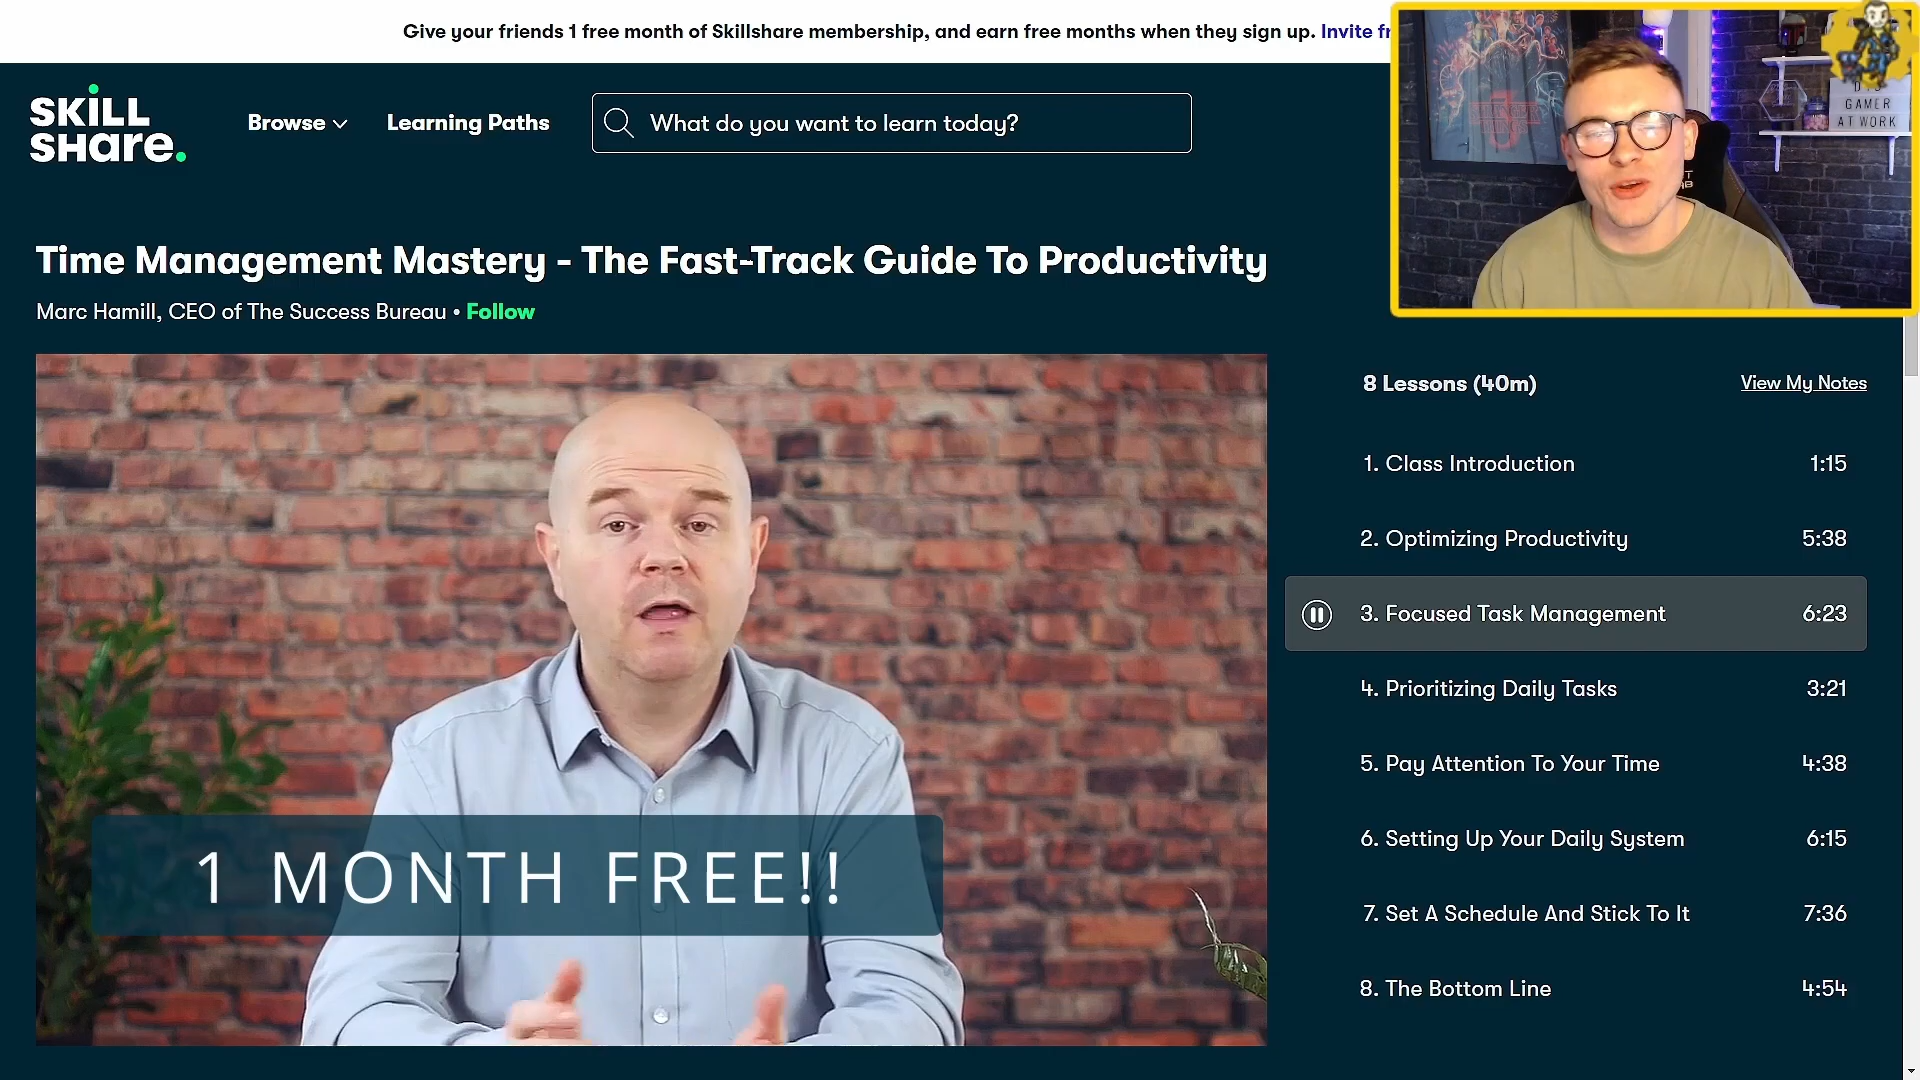 Give your friends 1 free month of Skillshare membership, and earn free months when they sign up. Invite fr
SKILL
SHare.
Browse
Learning Paths
What do you want to learn today?
GAMER
AT WORK
Time Management Mastery - The Fast-Track Guide To Productivity
Marc Hamill, CEO of The Success Bureau • Follow
8 Lessons (40m)
View My Notes
1. Class Introduction 1:15
2. Optimizing Productivity 5:38
3. Focused Task Management 6:23
4. Prioritizing Daily Tasks 3:21
5. Pay Attention To Your Time 4:38
6. Setting Up Your Daily System 6:15
7. Set A Schedule And Stick To It 7:36
8. The Bottom Line 4:54
1 MONTH FREE!!